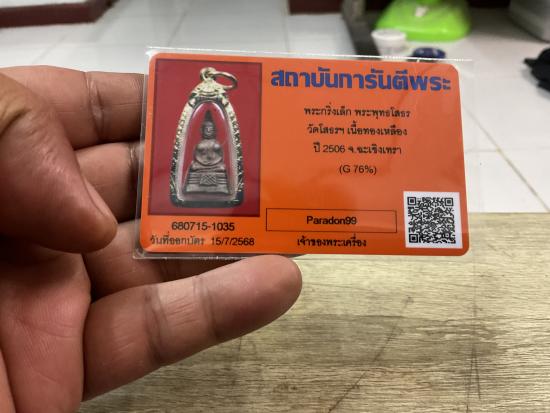 สถาบันการันตีพระ
พระกริ่งเล็ก พระพุทธโสธร
วัดโสธรฯ เนื้อทองเหลือง
ปี 2506 จ.ฉะเชิงเทรา
(G 76%)
680715-1035
วันที่ออกบัตร 15/7/2568
Paradon99
เจ้าของพระเครื่อง